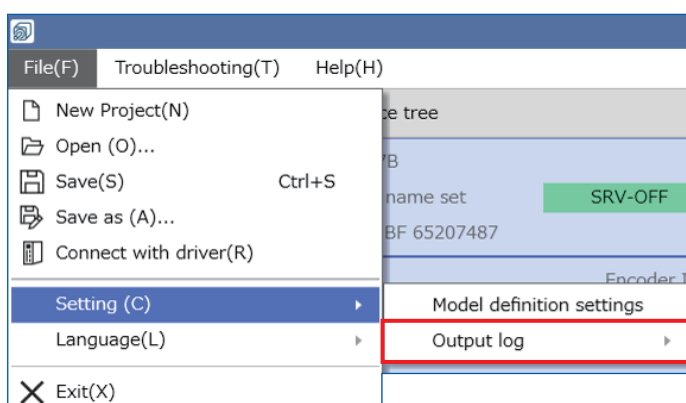 File(F) Troubleshooting(T) Help(H)
New Project(N)
Open (O)...
Save(S) Ctrl+S
Save as (A)...
Connect with driver(R)
Setting (C)
Language(L)
Exit(X)
tree
name set SRV-OFF
BF 65207487
Encoder
Model definition settings
Output log